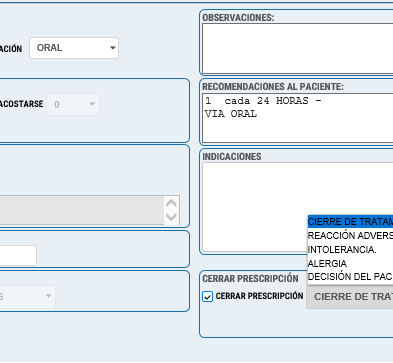 OBSERVACIONES:
ACIÓN ORAL
RECOMENDACIONES AL PACIENTE:
1 cada 24 HORAS -
VIA ORAL
ACOSTARSE 0
INDICACIONES
CIERRE DE TRATAM
REACCIÓN ADVERS
INTOLERANCIA.
ALERGIA
DECISIÓN DEL PAC
CERRAR PRESCRIPCIÓN
S
CERRAR PRESCRIPCIÓN CIERRE DE TRAT